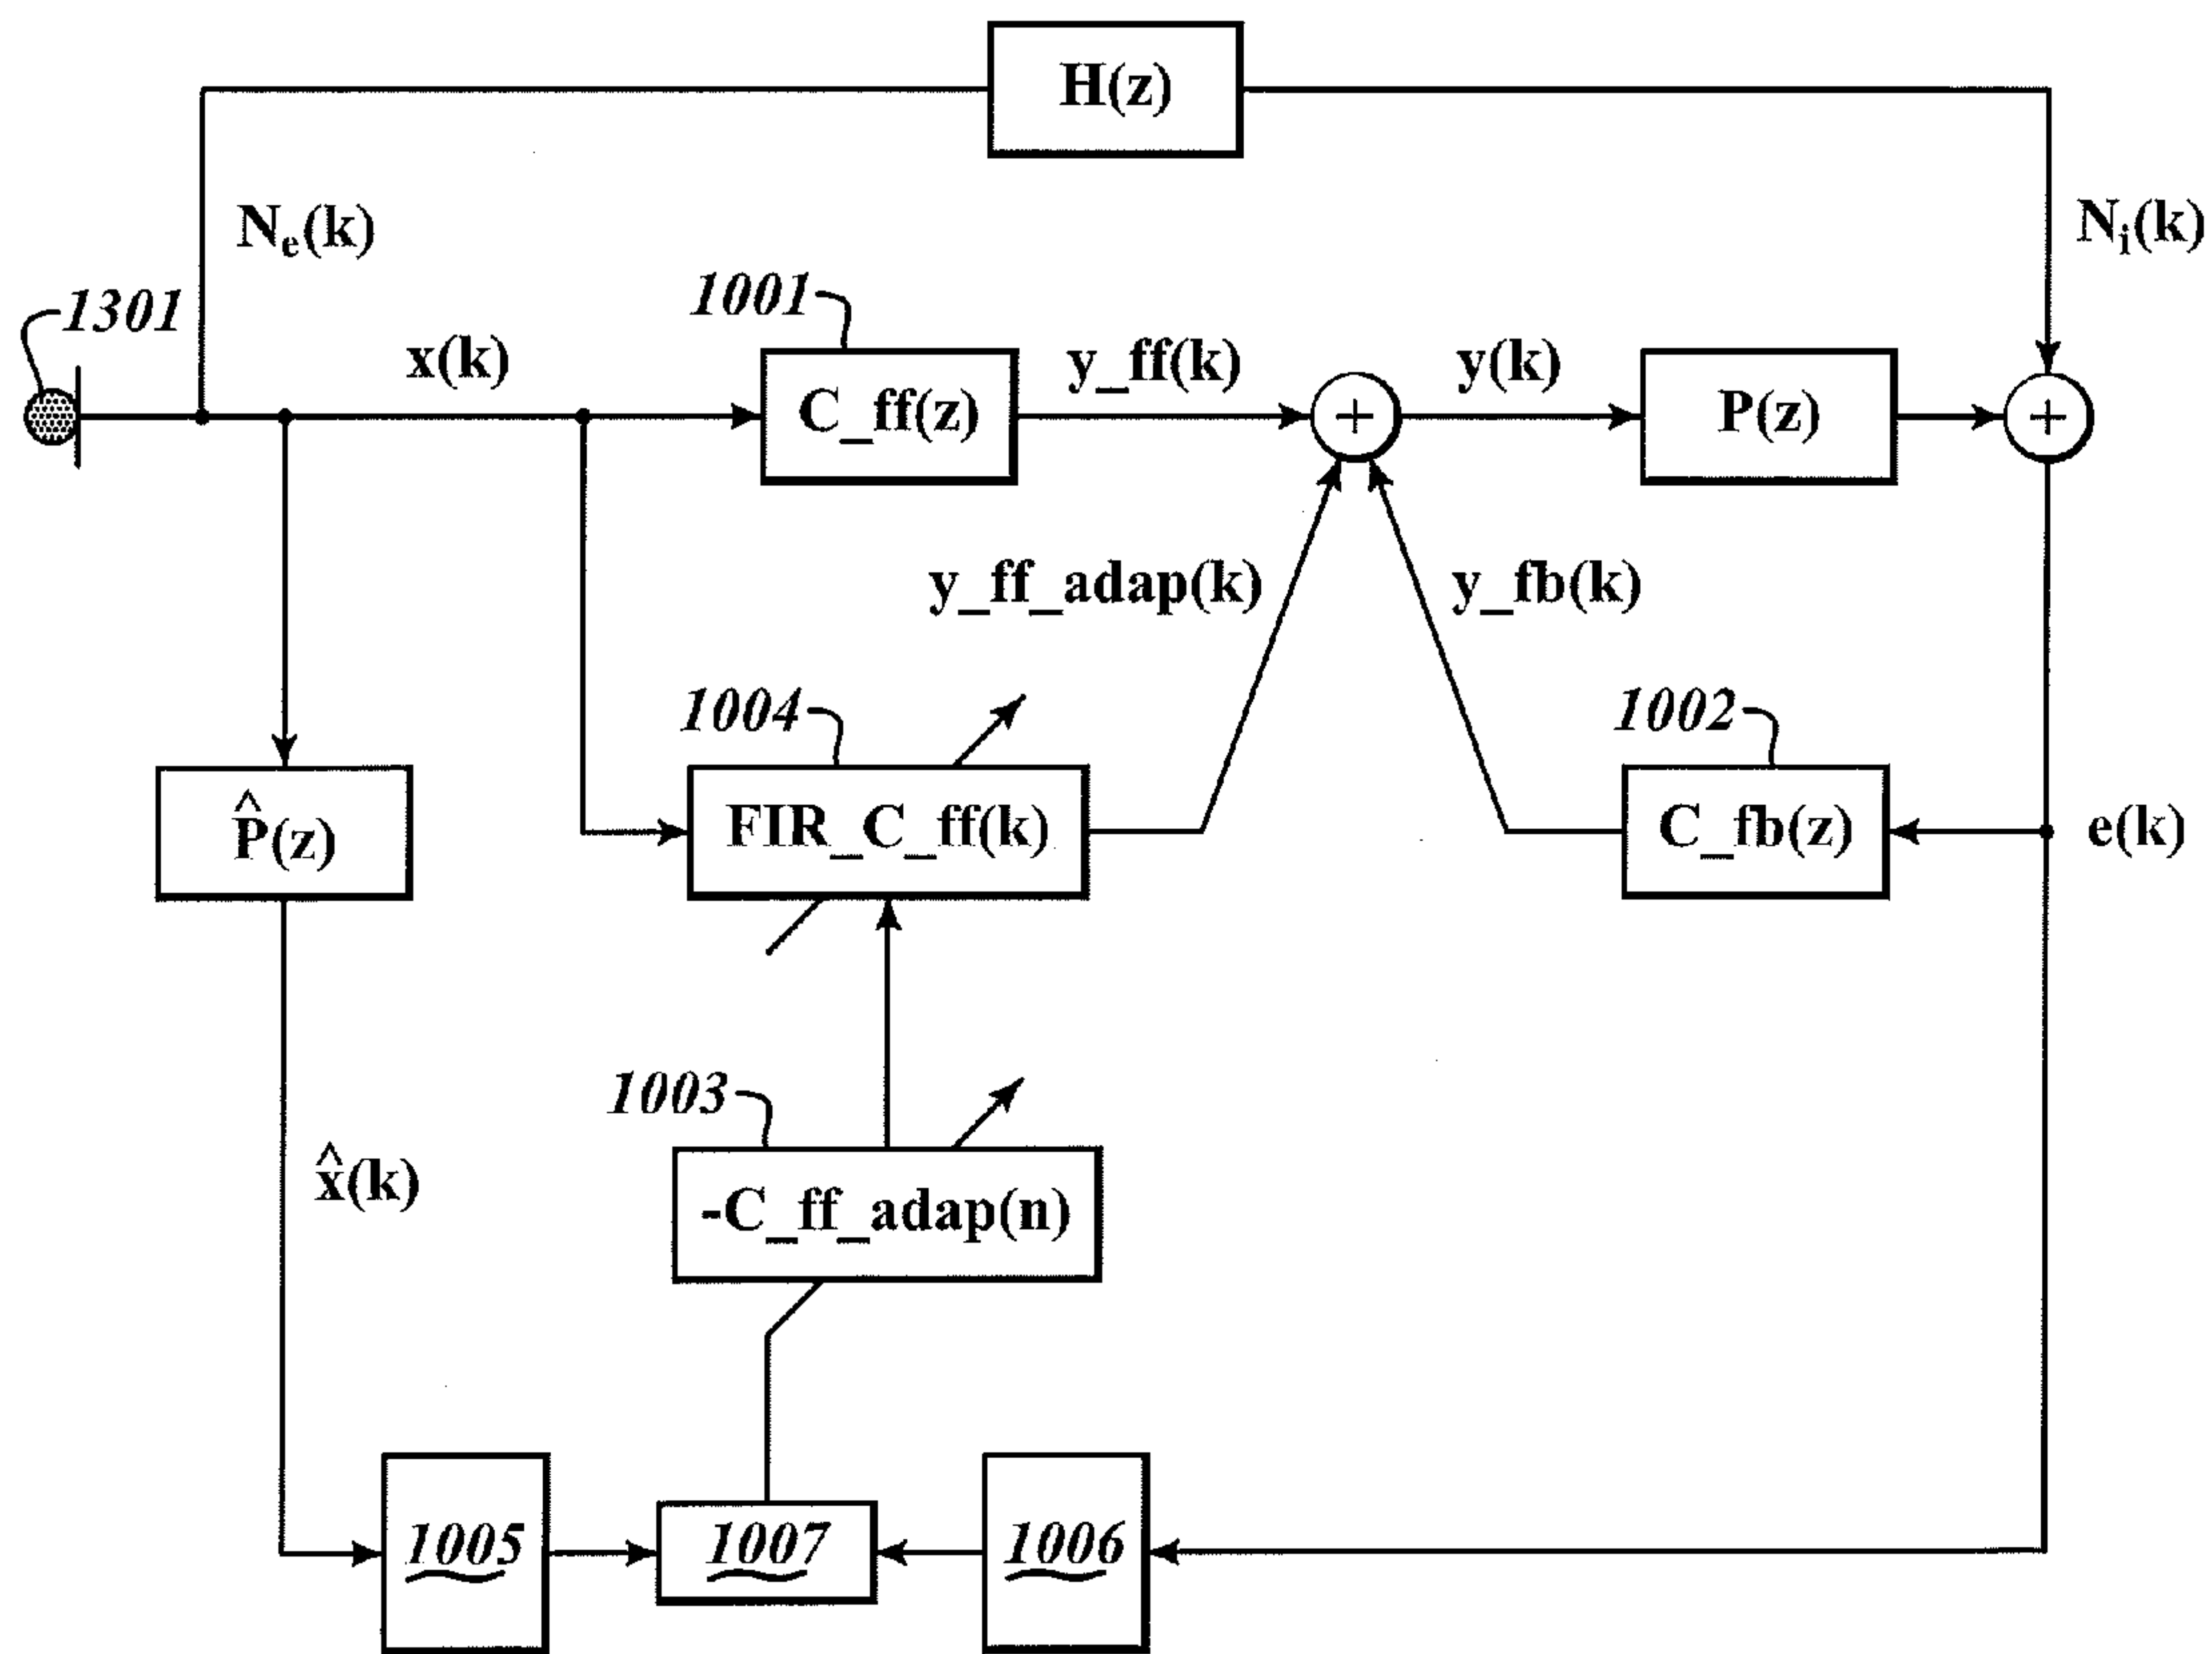 H(z)
Nₑ(k)
Nᵢ(k)
1301
x(k)
1001
C_ff(z)
y_ff(k)
+
y(k)
P(z)
+
y_ff_adap(k)
y_fb(k)
1004
1002
P̂(z)
FIR_C_ff(k)
C_fb(z)
e(k)
1003
x̂(k)
-C_ff_adap(n)
1005
1007
1006